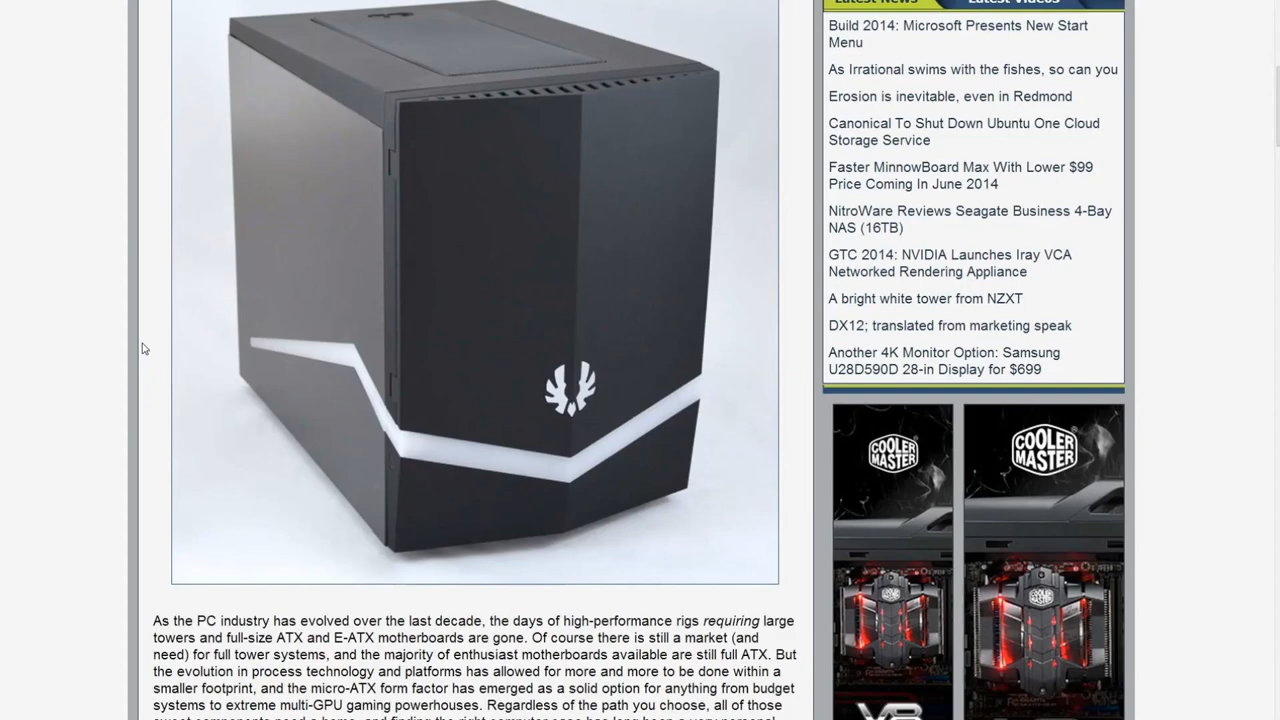 Latest News Latest Videos
Build 2014: Microsoft Presents New Start
Menu
As Irrational swims with the fishes, so can you
Erosion is inevitable, even in Redmond
Canonical To Shut Down Ubuntu One Cloud
Storage Service
Faster MinnowBoard Max With Lower $99
Price Coming In June 2014
NitroWare Reviews Seagate Business 4-Bay
NAS (16TB)
GTC 2014: NVIDIA Launches Iray VCA
Networked Rendering Appliance
A bright white tower from NZXT
DX12; translated from marketing speak
Another 4K Monitor Option: Samsung
U28D590D 28-in Display for $699
COOLER
MASTER
COOLER
MASTER
As the PC industry has evolved over the last decade, the days of high-performance rigs requiring large
towers and full-size ATX and E-ATX motherboards are gone. Of course there is still a market (and
need) for full tower systems, and the majority of enthusiast motherboards available are still full ATX. But
the evolution in process technology and platforms has allowed for more and more to be done within a
smaller footprint, and the micro-ATX form factor has emerged as a solid option for anything from budget
systems to extreme multi-GPU gaming powerhouses. Regardless of the path you choose, all of those